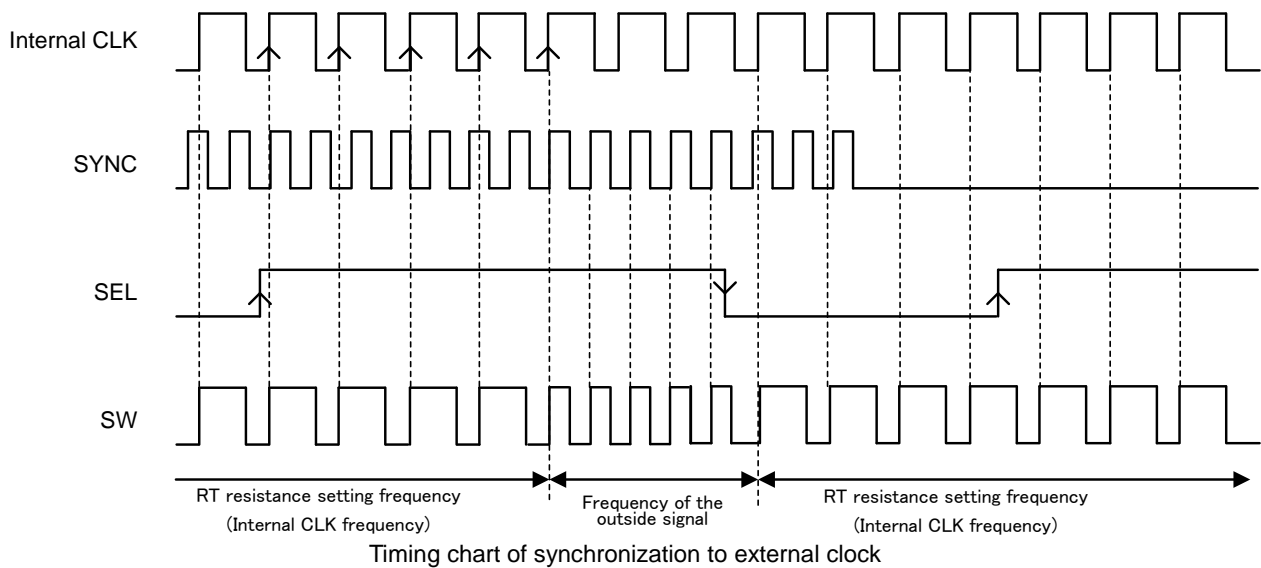 Internal CLK
SYNC
SEL
SW
RT resistance setting frequency
(Internal CLK frequency)
Frequency of the
outside signal
RT resistance setting frequency
(Internal CLK frequency)
Timing chart of synchronization to external clock